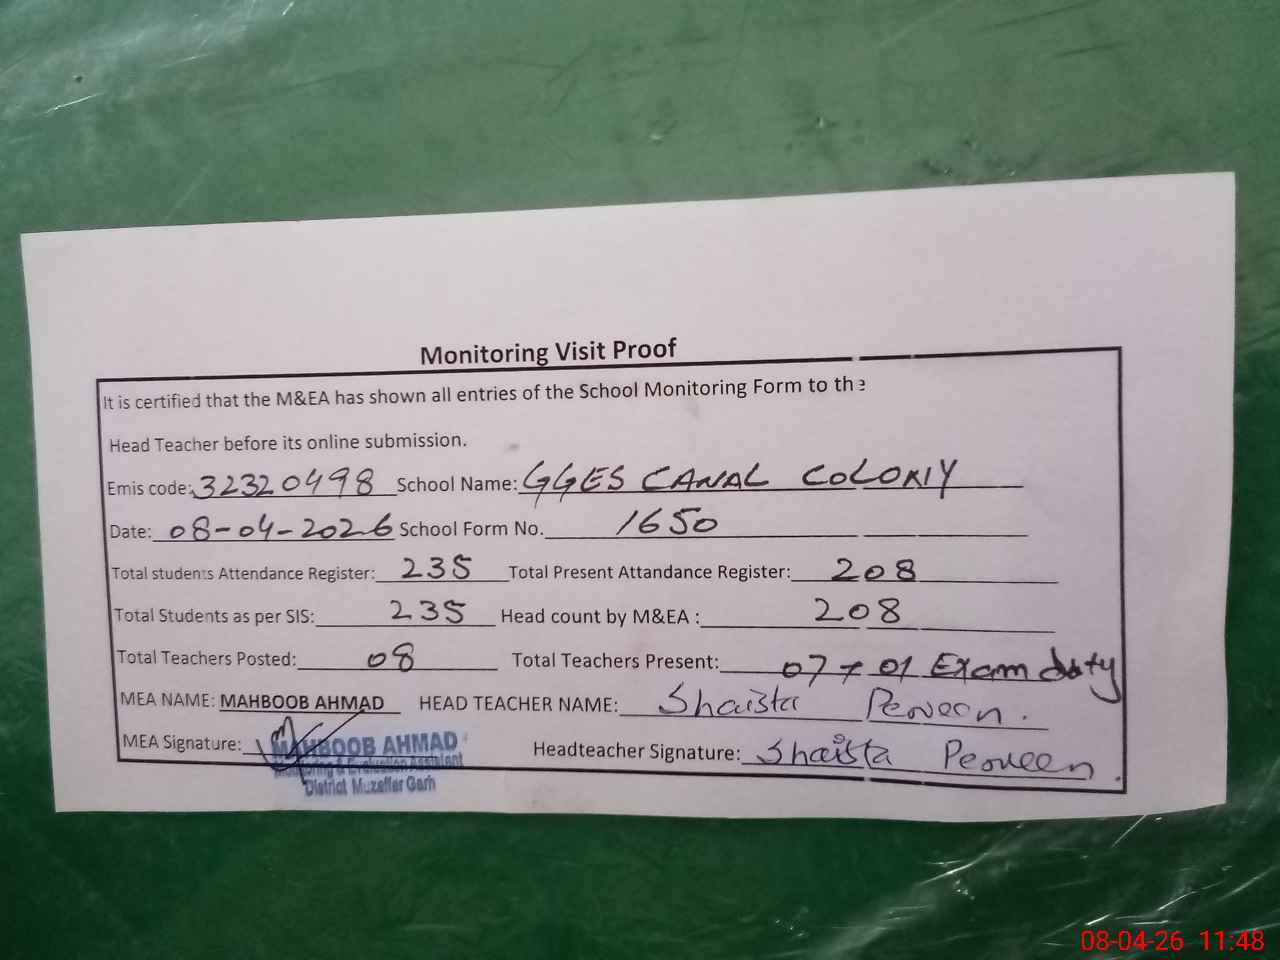 Monitoring Visit Proof
It is certified that the M&EA has shown all entries of the School Monitoring Form to the
Head Teacher before its online submission.
Emis code: 32320498 School Name: GGES CANAL COLONY
Date: 08-04-2026 School Form No. 1650
Total students Attendance Register: 235 Total Present Attandance Register: 208
Total Students as per SIS: 235 Head count by M&EA : 208
Total Teachers Posted: 08 Total Teachers Present: 07 + 01 Exam duty
MEA NAME: MAHBOOB AHMAD HEAD TEACHER NAME: Shaista Perveen.
MEA Signature: Headteacher Signature: Shaista Perveen.
MAHBOOB AHMAD
Monitoring & Evaluation Assistant
District Muzaffar Garh
08-04-26 11:48